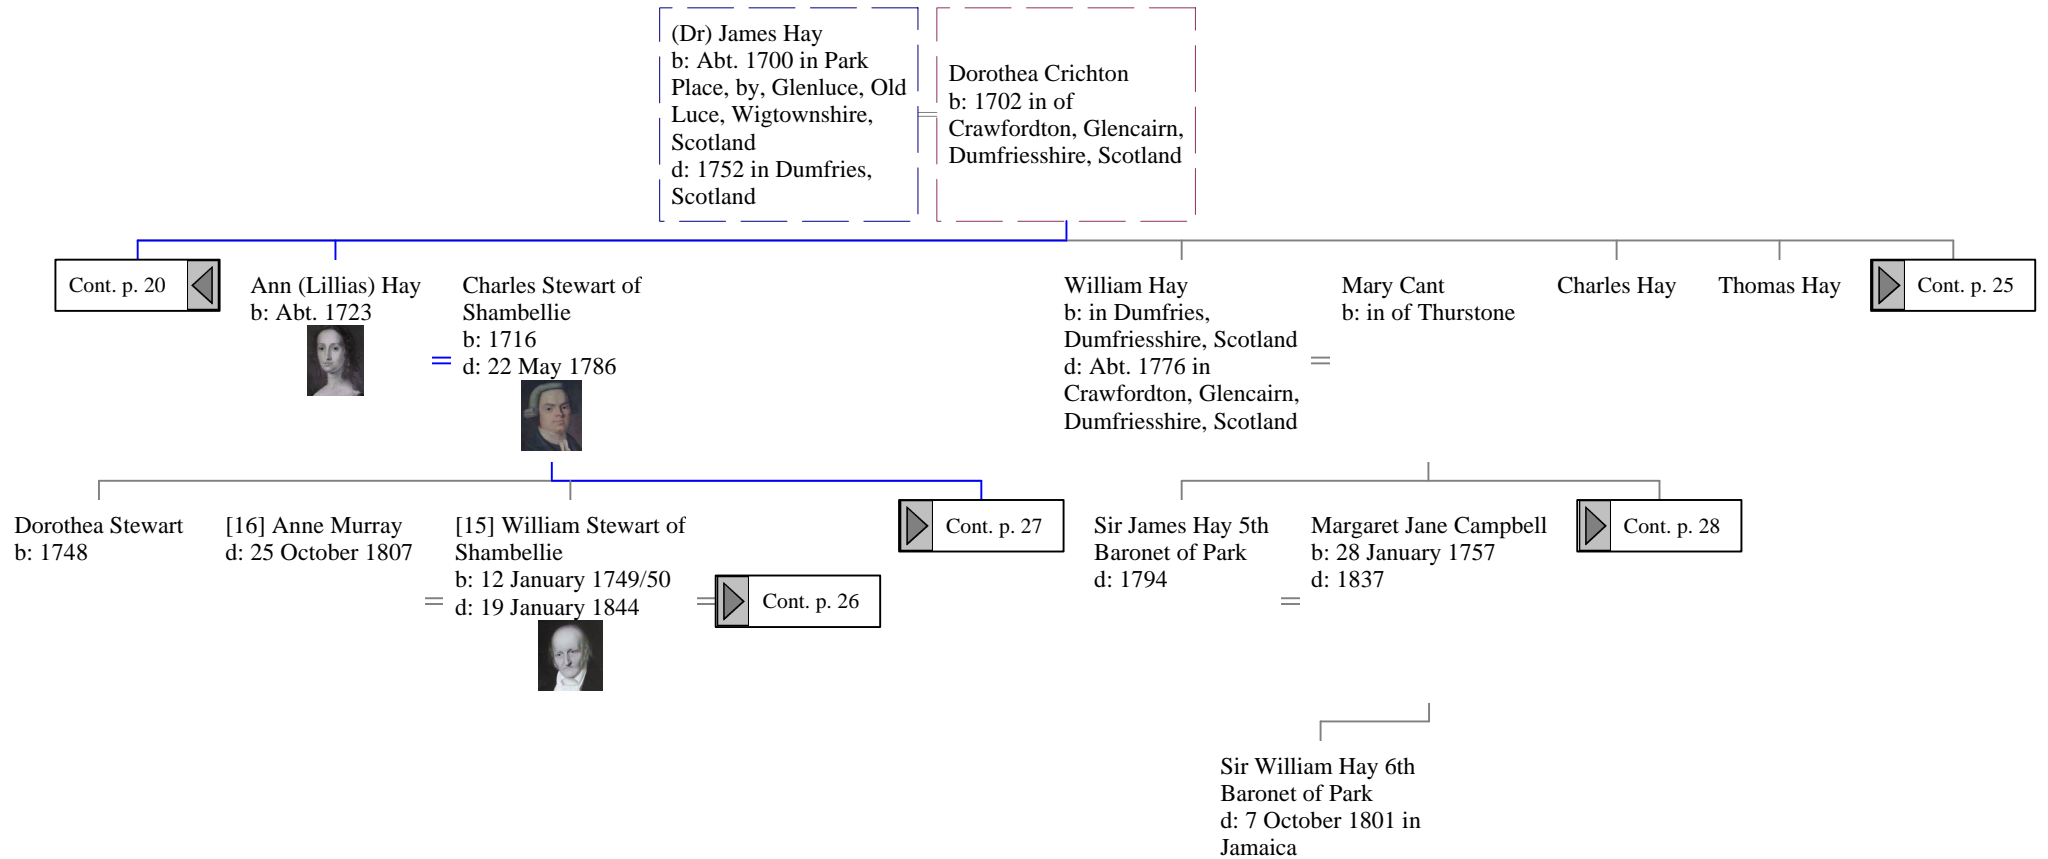 (Dr) James Hay
b: Abt. 1700 in Park
Place, by, Glenluce, Old
Luce, Wigtownshire,
Scotland
d: 1752 in Dumfries,
Scotland
Dorothea Crichton
b: 1702 in of
Crawfordton, Glencairn,
Dumfriesshire, Scotland
Cont. p. 20
Ann (Lillias) Hay
b: Abt. 1723
Charles Stewart of
Shambellie
b: 1716
d: 22 May 1786
William Hay
b: in Dumfries,
Dumfriesshire, Scotland
d: Abt. 1776 in
Crawfordton, Glencairn,
Dumfriesshire, Scotland
Mary Cant
b: in of Thurstone
Charles Hay
Thomas Hay
Cont. p. 25
Dorothea Stewart
b: 1748
[16] Anne Murray
d: 25 October 1807
[15] William Stewart of
Shambellie
b: 12 January 1749/50
d: 19 January 1844
Cont. p. 26
Cont. p. 27
Sir James Hay 5th
Baronet of Park
d: 1794
Margaret Jane Campbell
b: 28 January 1757
d: 1837
Cont. p. 28
Sir William Hay 6th
Baronet of Park
d: 7 October 1801 in
Jamaica